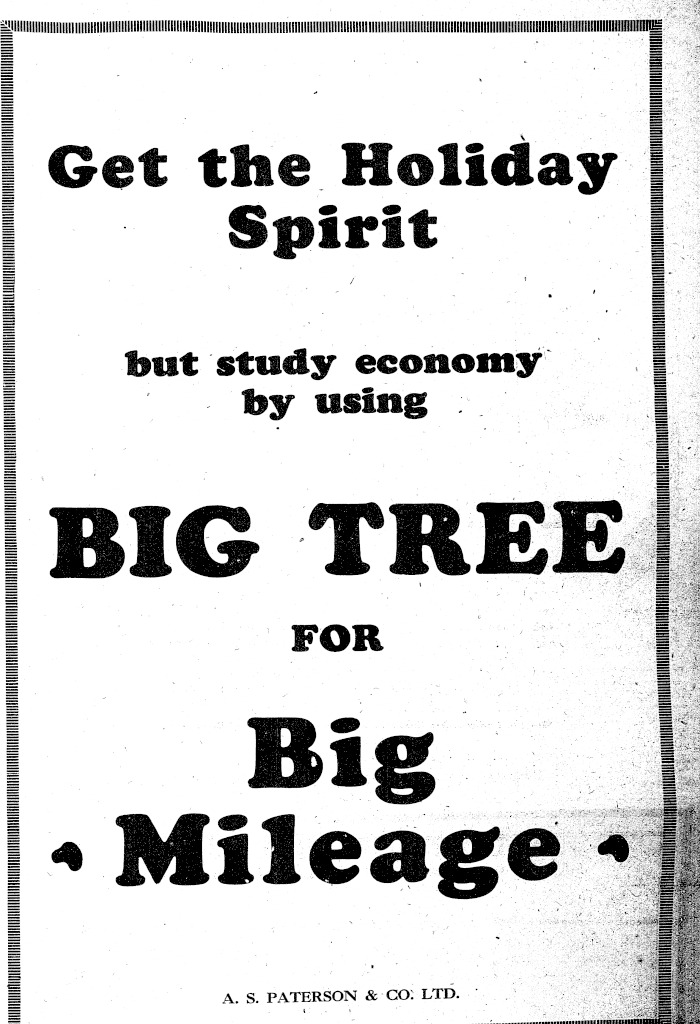 Get the Holiday
Spirit
but study economy
by using
BIG TREE
FOR
Big
Mileage
A. S. PATERSON & CO. LTD.